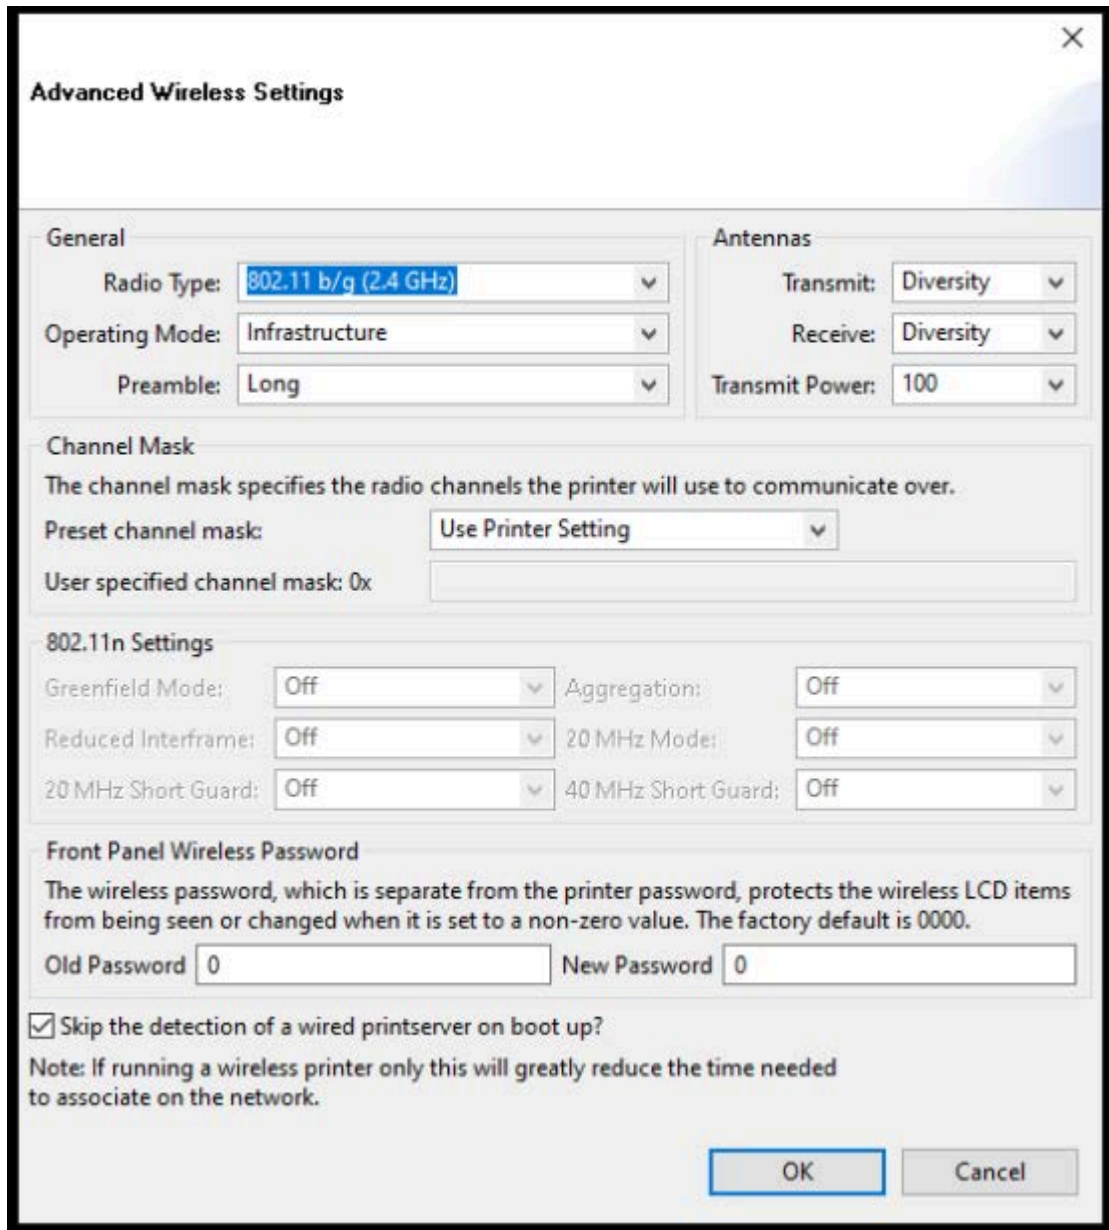 Advanced Wireless Settings
General
Radio Type: 802.11 b/g (2.4 GHz)
Operating Mode: Infrastructure
Preamble: Long
Antennas
Transmit: Diversity
Receive: Diversity
Transmit Power: 100
Channel Mask
The channel mask specifies the radio channels the printer will use to communicate over.
Preset channel mask: Use Printer Setting
User specified channel mask: 0x
802.11n Settings
Greenfield Mode: Off Aggregation: Off
Reduced Interframe: Off 20 MHz Mode: Off
20 MHz Short Guard: Off 40 MHz Short Guard: Off
Front Panel Wireless Password
The wireless password, which is separate from the printer password, protects the wireless LCD items
from being seen or changed when it is set to a non-zero value. The factory default is 0000.
Old Password 0 New Password 0
Skip the detection of a wired printserver on boot up?
Note: If running a wireless printer only this will greatly reduce the time needed
to associate on the network.
OK Cancel